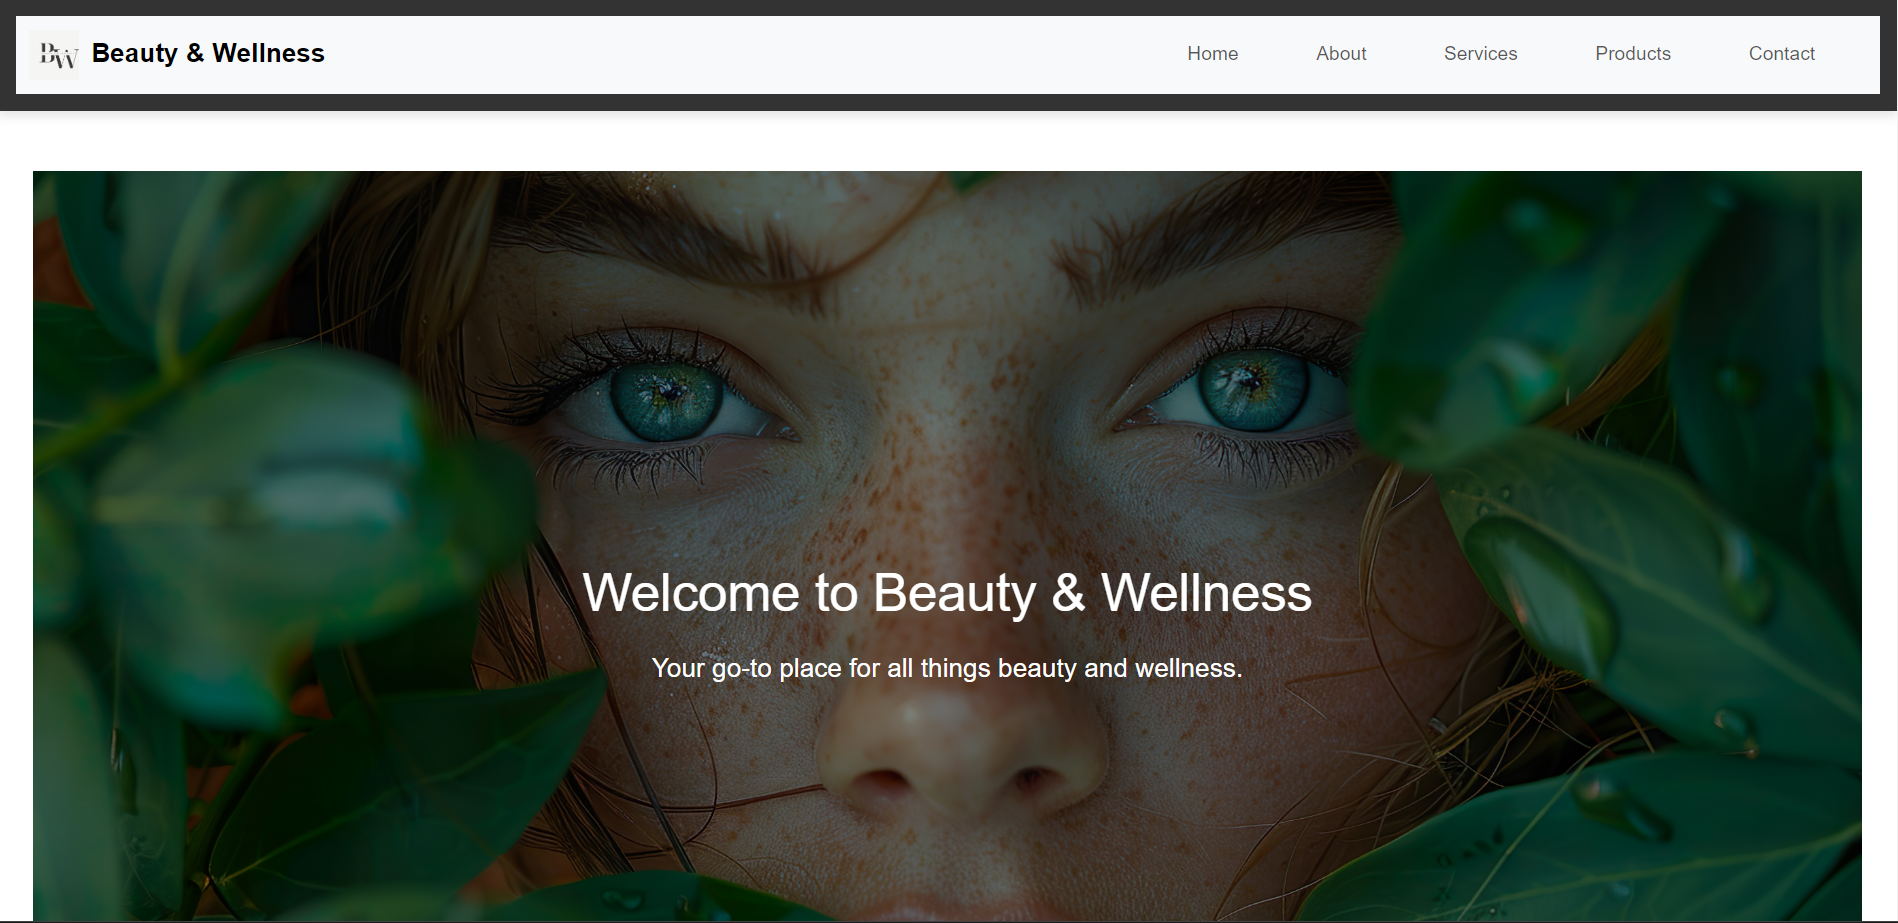 BW Beauty & Wellness
Home About Services Products Contact
Welcome to Beauty & Wellness
Your go-to place for all things beauty and wellness.